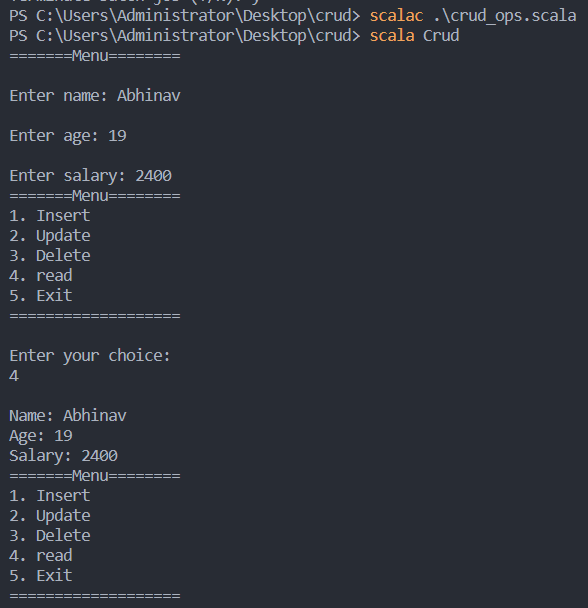 PS C:\Users\Administrator\Desktop\crud> scalac .\crud_ops.scala
PS C:\Users\Administrator\Desktop\crud> scala Crud
=======Menu========
Enter name: Abhinav
Enter age: 19
Enter salary: 2400
=======Menu========
1. Insert
2. Update
3. Delete
4. read
5. Exit
===================
Enter your choice:
4
Name: Abhinav
Age: 19
Salary: 2400
=======Menu========
1. Insert
2. Update
3. Delete
4. read
5. Exit
===================